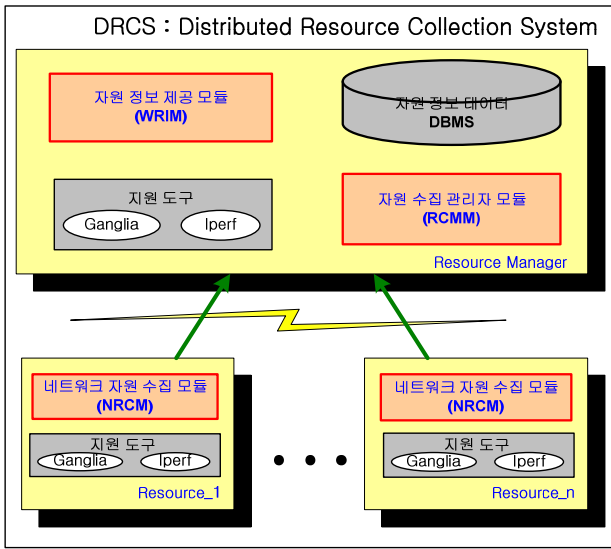 DRCS : Distributed Resource Collection System
자원 정보 제공 모듈
(WRIM)
자원 정보 데이터
DBMS
지원 도구
Ganglia
Iperf
자원 수집 관리자 모듈
(RCMM)
Resource Manager
네트워크 자원 수집 모듈
(NRCM)
지원 도구
Ganglia
Iperf
Resource_1
네트워크 자원 수집 모듈
(NRCM)
지원 도구
Ganglia
Iperf
Resource_n